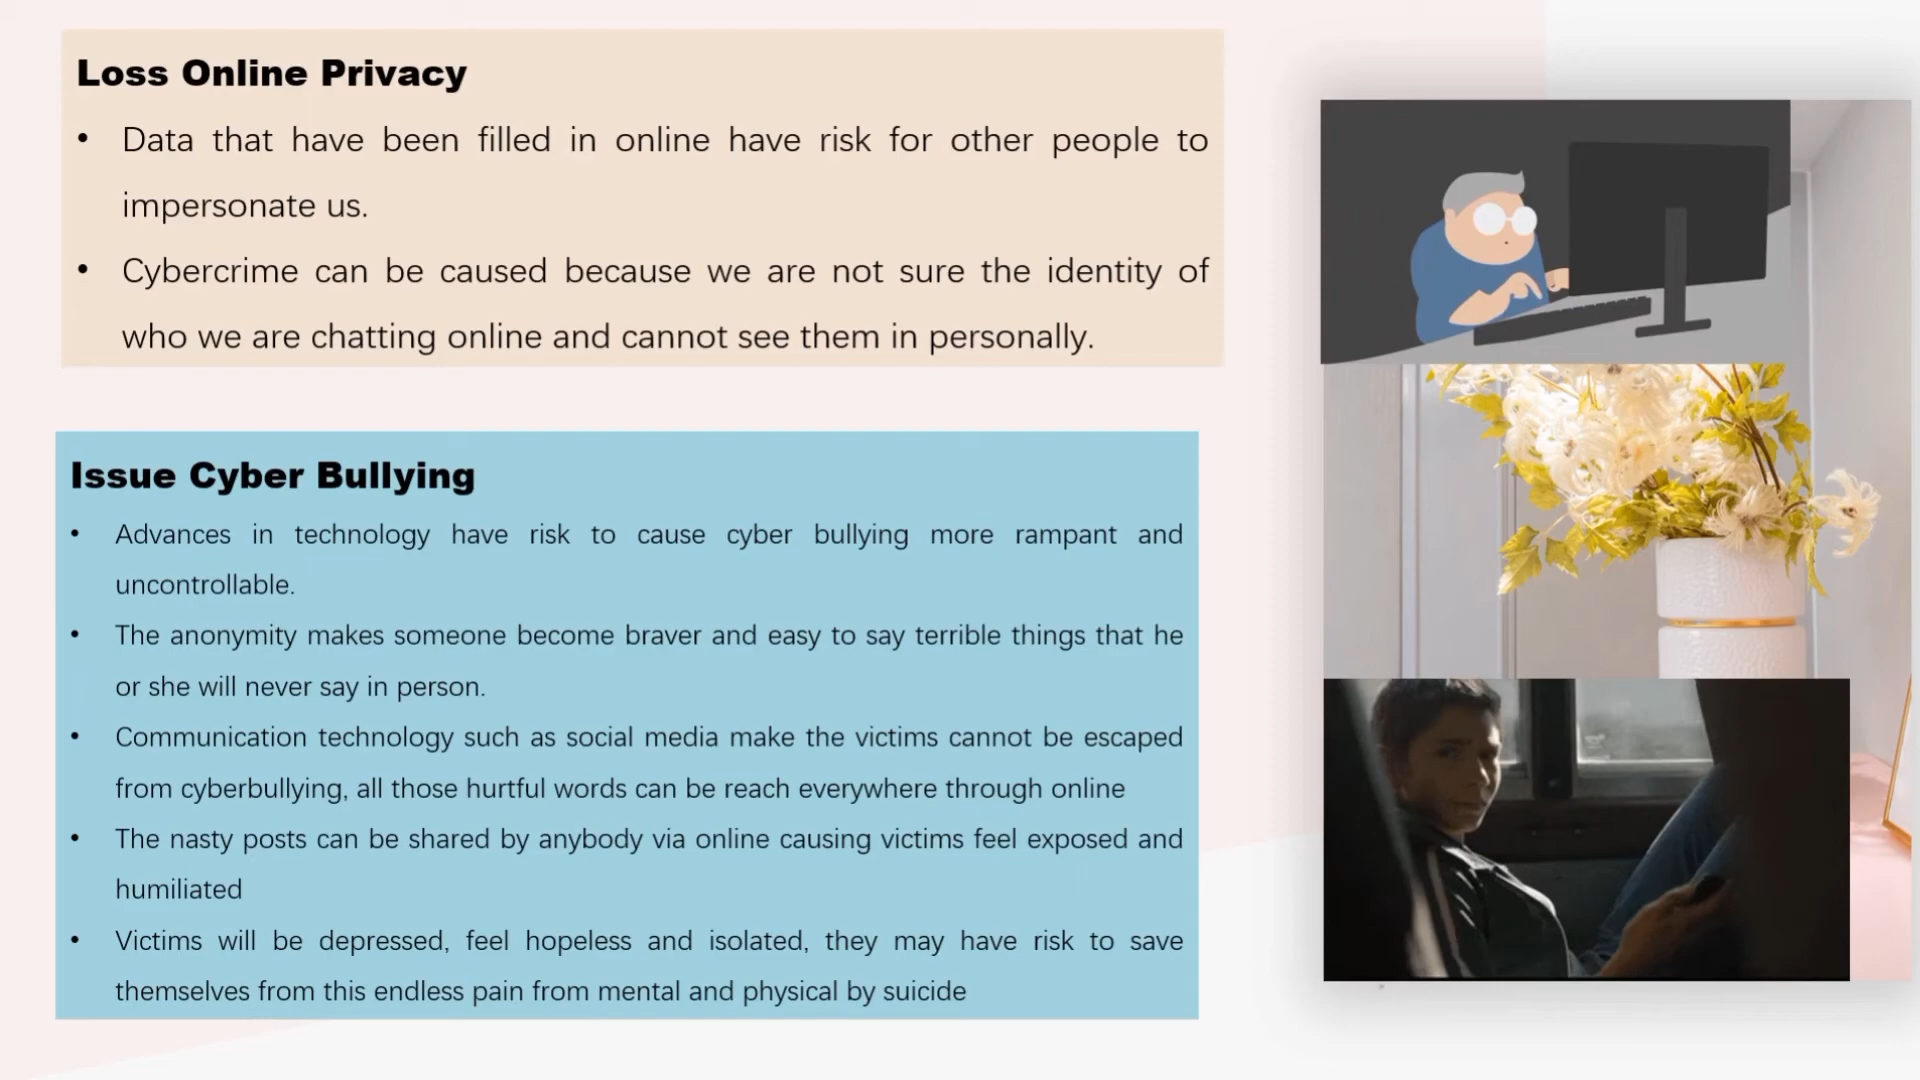 Loss Online Privacy
• Data that have been filled in online have risk for other people to
impersonate us.
• Cybercrime can be caused because we are not sure the identity of
who we are chatting online and cannot see them in personally.
Issue Cyber Bullying
• Advances in technology have risk to cause cyber bullying more rampant and
uncontrollable.
• The anonymity makes someone become braver and easy to say terrible things that he
or she will never say in person.
• Communication technology such as social media make the victims cannot be escaped
from cyberbullying, all those hurtful words can be reach everywhere through online
• The nasty posts can be shared by anybody via online causing victims feel exposed and
humiliated
• Victims will be depressed, feel hopeless and isolated, they may have risk to save
themselves from this endless pain from mental and physical by suicide